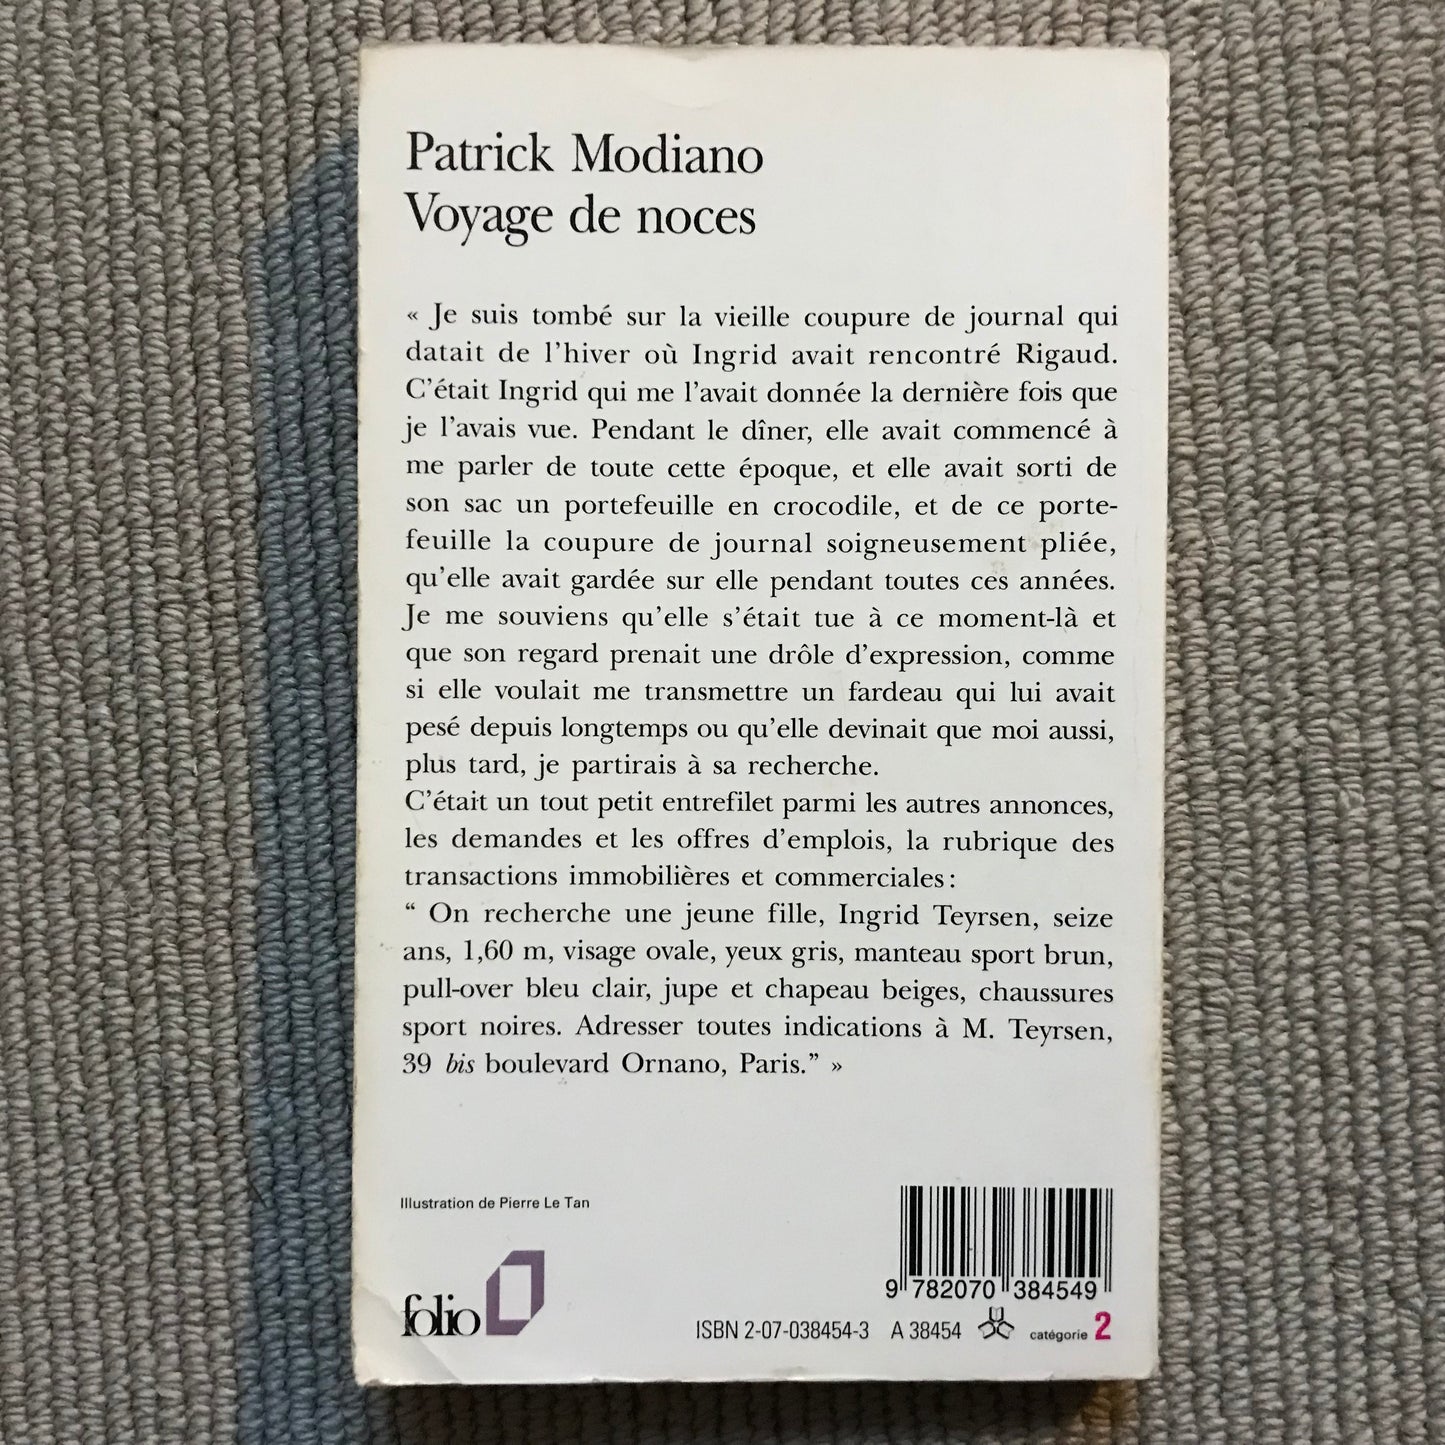 Patrick Modiano
Voyage de noces
« Je suis tombé sur la vieille coupure de journal qui
datait de l'hiver où Ingrid avait rencontré Rigaud.
C'était Ingrid qui me l'avait donnée la dernière fois que
je l'avais vue. Pendant le dîner, elle avait commencé à
me parler de toute cette époque, et elle avait sorti de
son sac un portefeuille en crocodile, et de ce porte-
feuille la coupure de journal soigneusement pliée,
qu'elle avait gardée sur elle pendant toutes ces années.
Je me souviens qu'elle s'était tue à ce moment-là et
que son regard prenait une drôle d'expression, comme
si elle voulait me transmettre un fardeau qui lui avait
pesé depuis longtemps ou qu'elle devinait que moi aussi,
plus tard, je partirais à sa recherche.
C'était un tout petit entrefilet parmi les autres annonces,
les demandes et les offres d'emplois, la rubrique des
transactions immobilières et commerciales :
“ On recherche une jeune fille, Ingrid Teyrsen, seize
ans, 1,60 m, visage ovale, yeux gris, manteau sport brun,
pull-over bleu clair, jupe et chapeau beiges, chaussures
sport noires. Adresser toutes indications à M. Teyrsen,
39 bis boulevard Ornano, Paris.” »
Illustration de Pierre Le Tan
folio
9 782070 384549
ISBN 2-07-038454-3 A 38454 catégorie 2